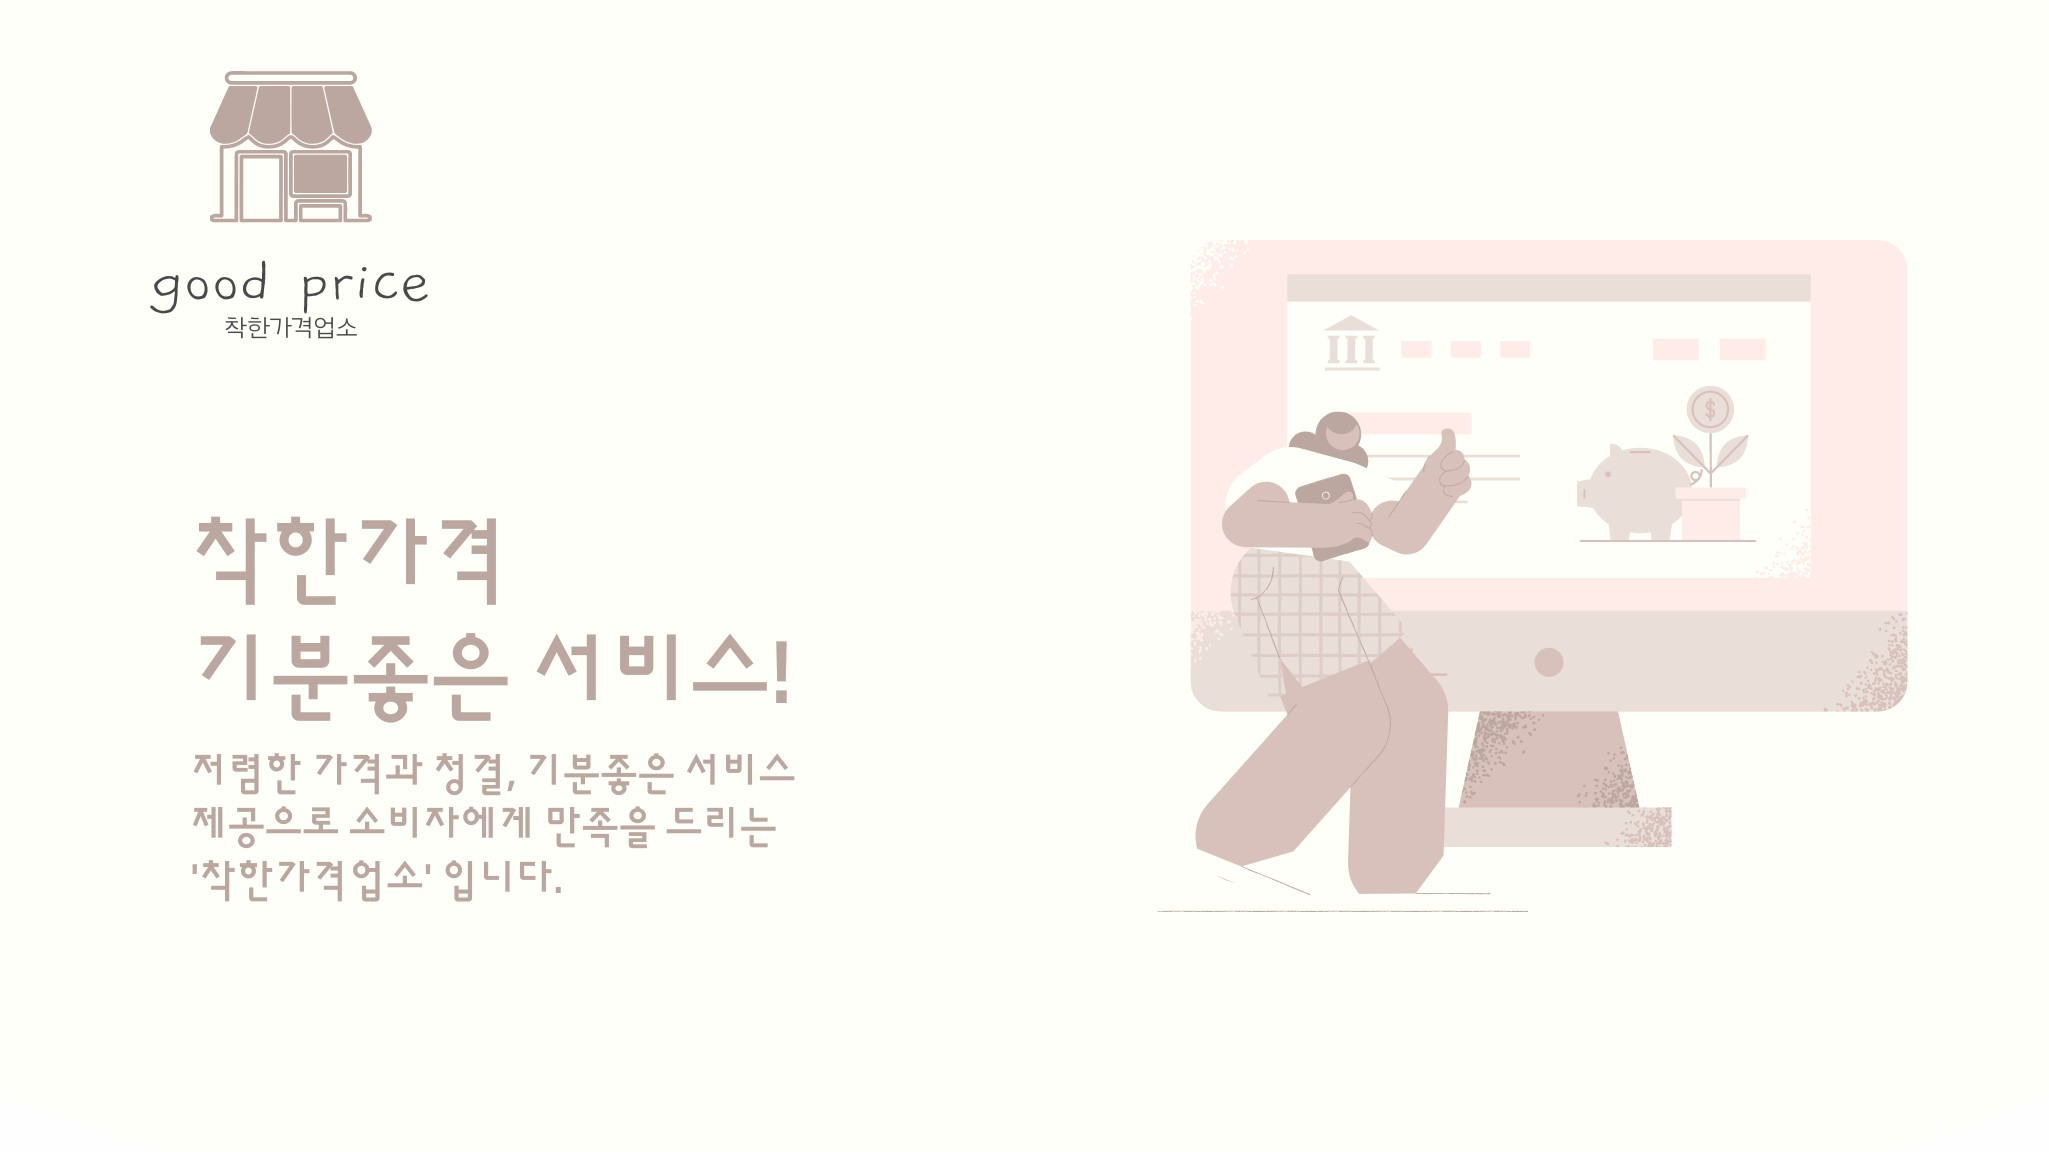 good price
착한가격업소
착한가격
기분좋은 서비스!
저렴한 가격과 청결, 기분좋은 서비스
제공으로 소비자에게 만족을 드리는
'착한가격업소' 입니다.
$